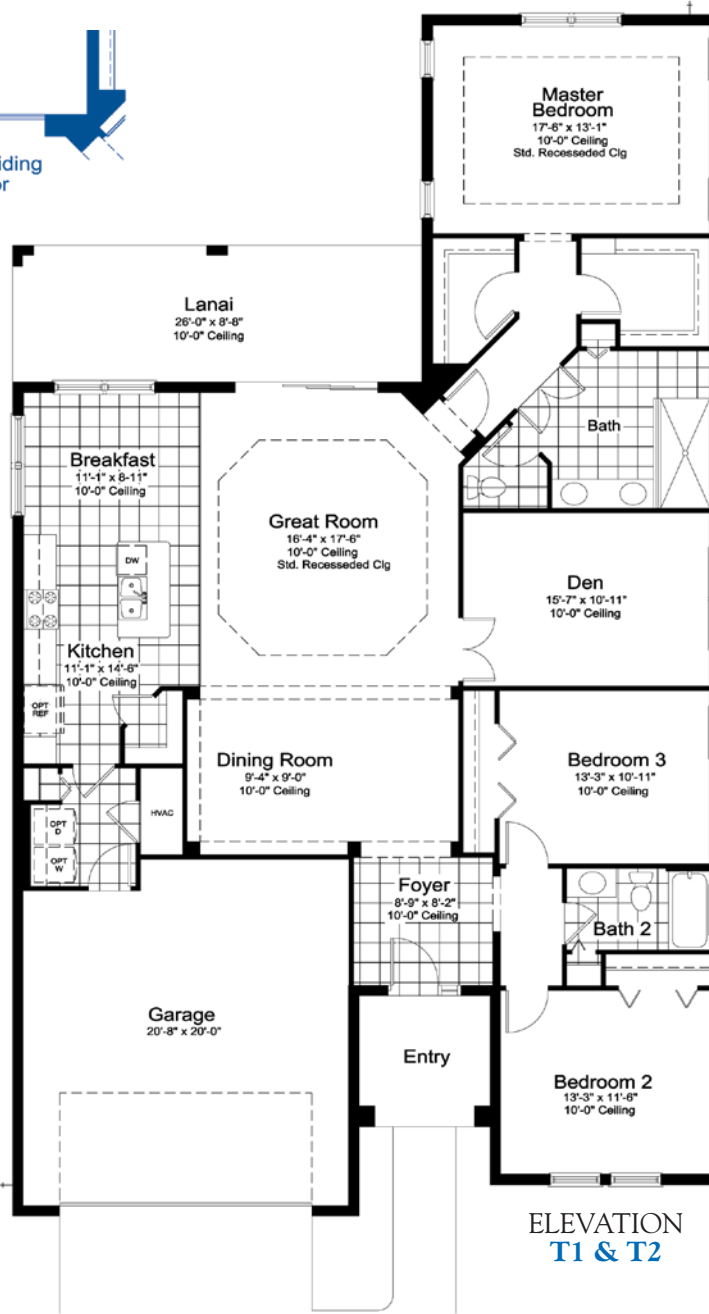 iding
or
Master
Bedroom
17'-6" x 13'-1"
10'-0" Ceiling
Std. Recesseded Clg
Lanai
26'-0" x 8'-8"
10'-0" Ceiling
Bath
Breakfast
11'-1" x 8-11"
10'-0" Ceiling
Great Room
16'-4" x 17'-6"
10'-0" Ceiling
Std. Recesseded Clg
DW
Den
15'-7" x 10'-11"
10'-0" Ceiling
Kitchen
11'-1" x 14'-6"
10'-0" Ceiling
OPT
REF
Dining Room
9'-4" x 9'-0"
10'-0" Ceiling
Bedroom 3
13'-3" x 10'-11"
10'-0" Ceiling
HVAC
OPT
D
OPT
W
Foyer
8'-9" x 8'-2"
10'-0" Ceiling
Bath 2
Garage
20'-8" x 20'-0"
Entry
Bedroom 2
13'-3" x 11'-6"
10'-0" Ceiling
ELEVATION
T1 & T2